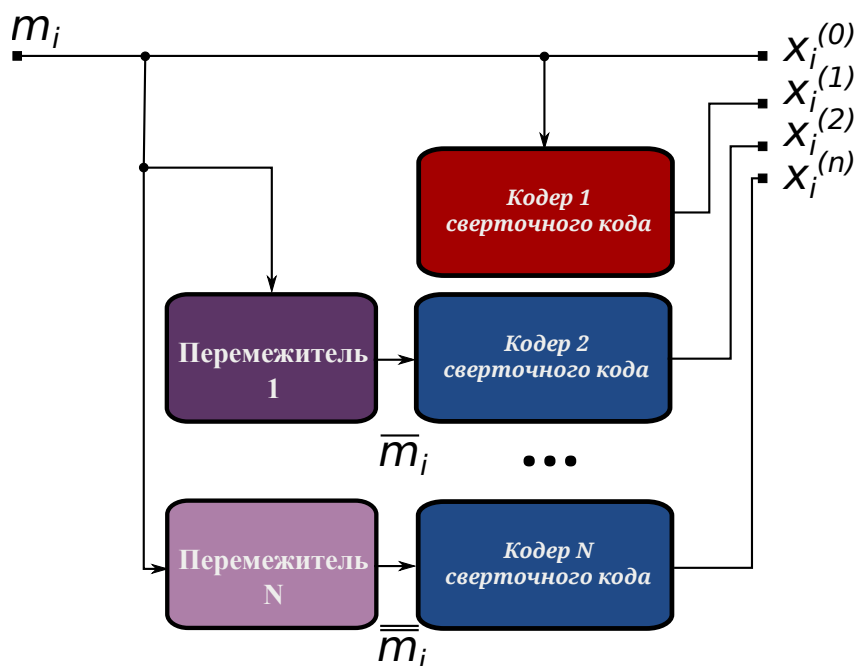 m_i
x_i^(0)
x_i^(1)
x_i^(2)
x_i^(n)
Кодер 1
сверточного кода
Перемежитель
1
Кодер 2
сверточного кода
m̅_i
•••
Перемежитель
N
Кодер N
сверточного кода
m̿_i